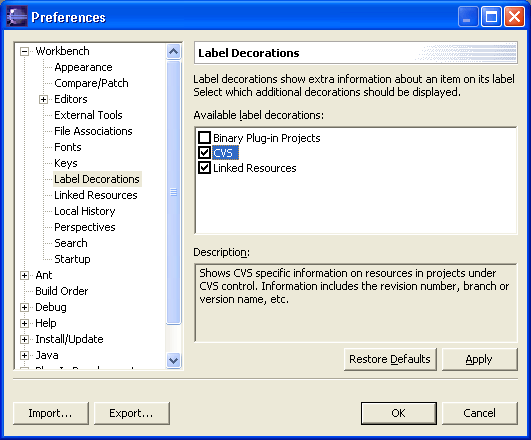 Preferences
Workbench
Appearance
Compare/Patch
Editors
External Tools
File Associations
Fonts
Keys
Label Decorations
Linked Resources
Local History
Perspectives
Search
Startup
Ant
Build Order
Debug
Help
Install/Update
Java
Label Decorations
Label decorations show extra information about an item on its label
Select which additional decorations should be displayed.
Available label decorations:
Binary Plug-in Projects
CVS
Linked Resources
Description:
Shows CVS specific information on resources in projects under
CVS control. Information includes the revision number, branch or
version name, etc.
Restore Defaults
Apply
Import...
Export...
OK
Cancel